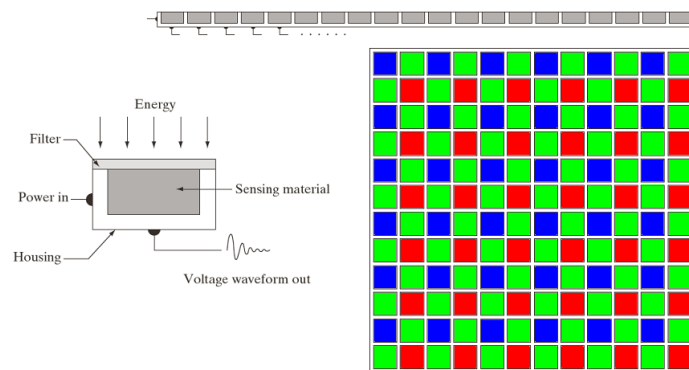 Energy
Filter
Power in
Sensing material
Housing
Voltage waveform out